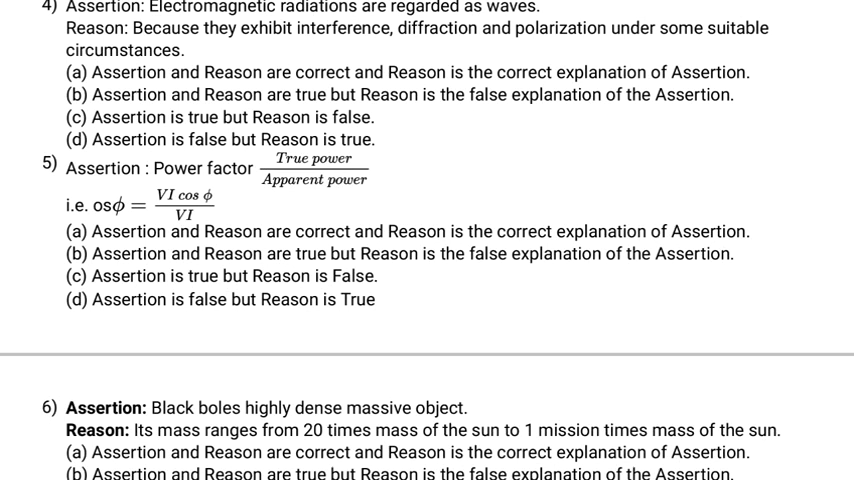 4) Assertion: Electromagnetic radiations are regarded as waves.
Reason: Because they exhibit interference, diffraction and polarization under some suitable
circumstances.
(a) Assertion and Reason are correct and Reason is the correct explanation of Assertion.
(b) Assertion and Reason are true but Reason is the false explanation of the Assertion.
(c) Assertion is true but Reason is false.
(d) Assertion is false but Reason is true.
5) Assertion : Power factor True power / Apparent power
i.e. osϕ = VI cos ϕ / VI
(a) Assertion and Reason are correct and Reason is the correct explanation of Assertion.
(b) Assertion and Reason are true but Reason is the false explanation of the Assertion.
(c) Assertion is true but Reason is False.
(d) Assertion is false but Reason is True
6) Assertion: Black boles highly dense massive object.
Reason: Its mass ranges from 20 times mass of the sun to 1 mission times mass of the sun.
(a) Assertion and Reason are correct and Reason is the correct explanation of Assertion.
(b) Assertion and Reason are true but Reason is the false explanation of the Assertion.